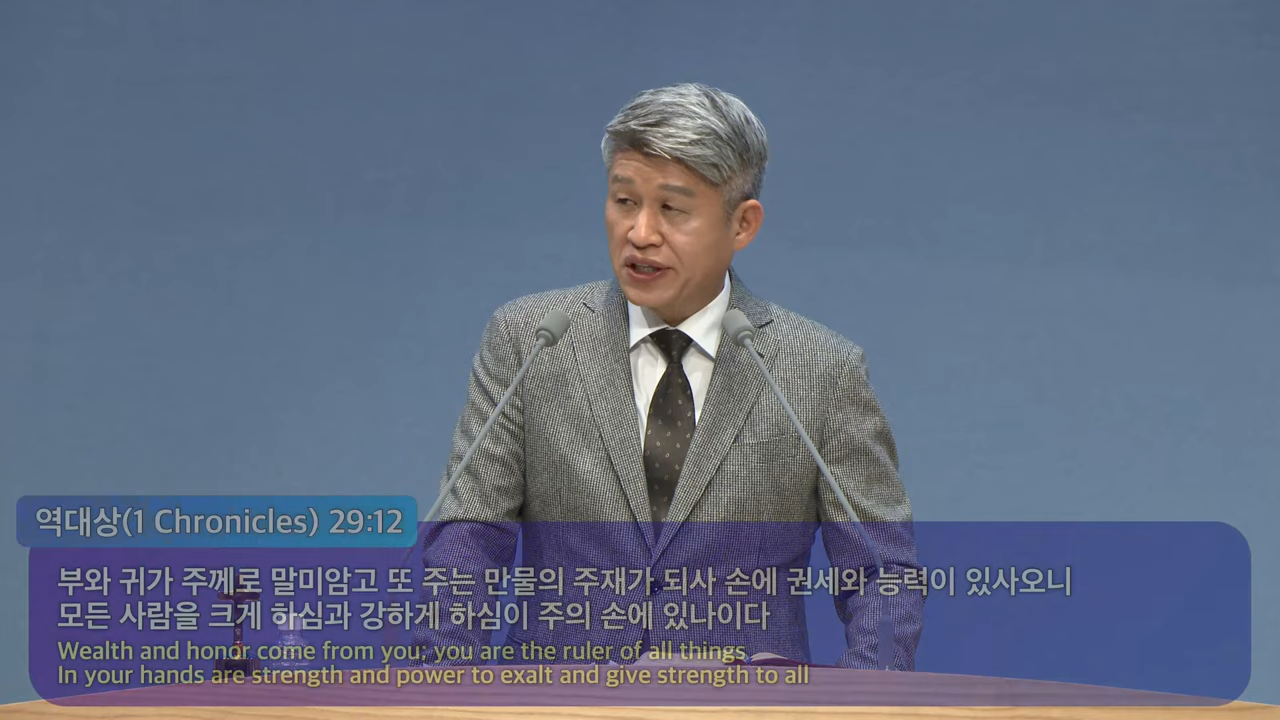 역대상(1 Chronicles) 29:12
부와 귀가 주께로 말미암고 또 주는 만물의 주재가 되사 손에 권세와 능력이 있사오니
모든 사람을 크게 하심과 강하게 하심이 주의 손에 있나이다
Wealth and honor come from you; you are the ruler of all things
In your hands are strength and power to exalt and give strength to all